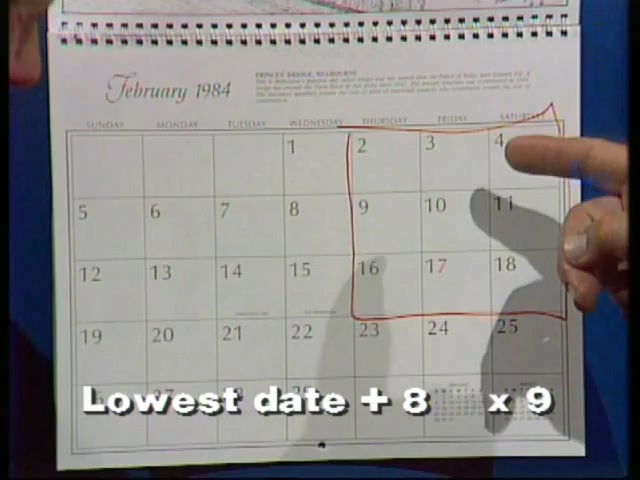 February 1984
PRINCES BRIDGE, MELBOURNE
SUNDAY MONDAY TUESDAY WEDNESDAY THURSDAY FRIDAY SATURDAY
1 2 3 4
5 6 7 8 9 10 11
12 13 14 15 16 17 18
19 20 21 22 23 24 25
Lowest date + 8 x 9